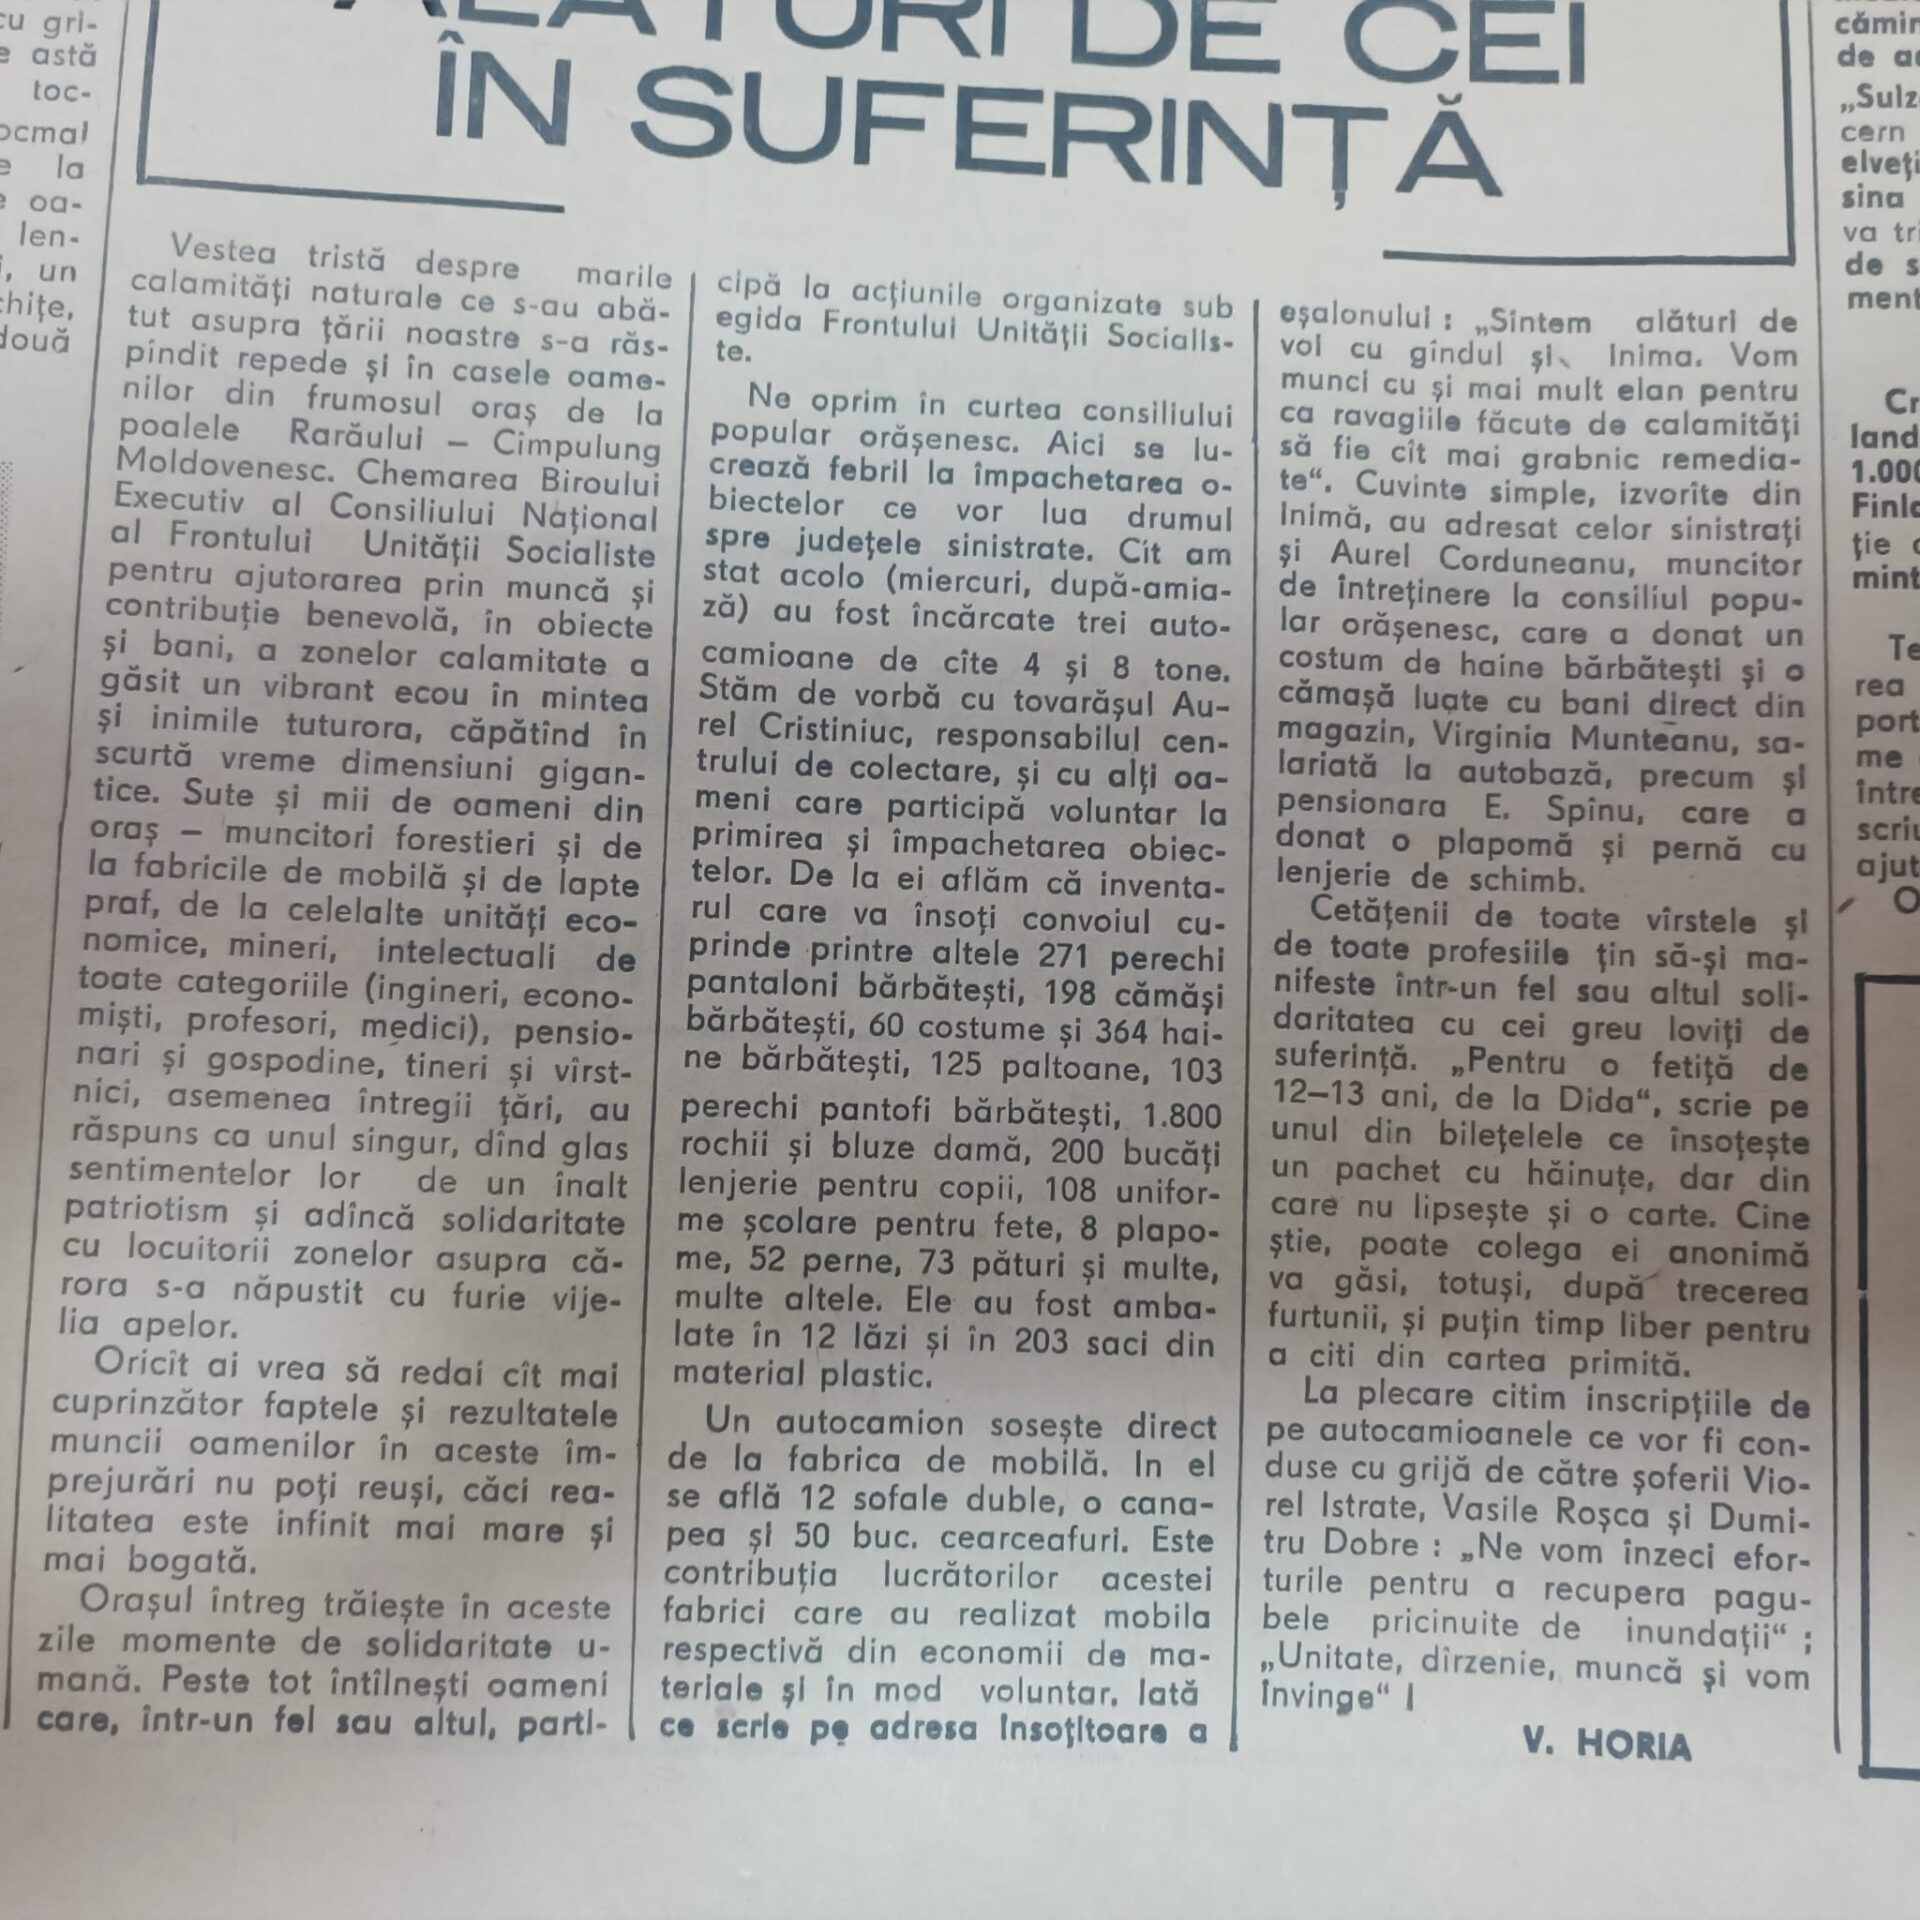 ALĂTURI DE CEI
ÎN SUFERINȚĂ
Vestea tristă despre marile
calamități naturale ce s-au abă-
tut asupra țării noastre s-a răs-
pîndit repede și în casele oame-
nilor din frumosul oraș de la
poalele Rarăului – Cîmpulung
Moldovenesc. Chemarea Biroului
Executiv al Consiliului Național
al Frontului Unității Socialiste
pentru ajutorarea prin muncă și
contribuție benevolă, în obiecte
și bani, a zonelor calamitate a
găsit un vibrant ecou în mintea
și inimile tuturora, căpătînd în
scurtă vreme dimensiuni gigan-
tice. Sute și mii de oameni din
oraș – muncitori forestieri și de
la fabricile de mobilă și de lapte
praf, de la celelalte unități eco-
nomice, mineri, intelectuali de
toate categoriile (ingineri, econo-
miști, profesori, medici), pensio-
nari și gospodine, tineri și vîrst-
nici, asemenea întregii țări, au
răspuns ca unul singur, dînd glas
sentimentelor lor de un înalt
patriotism și adîncă solidaritate
cu locuitorii zonelor asupra că-
rora s-a năpustit cu furie vije-
lia apelor.
Oricît ai vrea să redai cît mai
cuprinzător faptele și rezultatele
muncii oamenilor în aceste îm-
prejurări nu poți reuși, căci rea-
litatea este infinit mai mare și
mai bogată.
Orașul întreg trăiește în aceste
zile momente de solidaritate u-
mană. Peste tot întîlnești oameni
care, într-un fel sau altul, parti-
cipă la acțiunile organizate sub
egida Frontului Unității Socialis-
te.
Ne oprim în curtea consiliului
popular orășenesc. Aici se lu-
crează febril la împachetarea o-
biectelor ce vor lua drumul
spre județele sinistrate. Cît am
stat acolo (miercuri, după-amia-
ză) au fost încărcate trei auto-
camioane de cîte 4 și 8 tone.
Stăm de vorbă cu tovarășul Au-
rel Cristiniuc, responsabilul cen-
trului de colectare, și cu alți oa-
meni care participă voluntar la
primirea și împachetarea obiec-
telor. De la ei aflăm că inventa-
rul care va însoți convoiul cu-
prinde printre altele 271 perechi
pantaloni bărbătești, 198 cămăși
bărbătești, 60 costume și 364 hai-
ne bărbătești, 125 paltoane, 103
perechi pantofi bărbătești, 1.800
rochii și bluze damă, 200 bucăți
lenjerie pentru copii, 108 unifor-
me școlare pentru fete, 8 plapo-
me, 52 perne, 73 pături și multe,
multe altele. Ele au fost amba-
late în 12 lăzi și în 203 saci din
material plastic.
Un autocamion sosește direct
de la fabrica de mobilă. In el
se află 12 sofale duble, o cana-
pea și 50 buc. cearceafuri. Este
contribuția lucrătorilor acestei
fabrici care au realizat mobila
respectivă din economii de ma-
teriale și în mod voluntar. Iată
ce scrie pe adresa însoțitoare a
eșalonului : „Sîntem alături de
voi cu gîndul și inima. Vom
munci cu și mai mult elan pentru
ca ravagiile făcute de calamități
să fie cît mai grabnic remedia-
te“. Cuvinte simple, izvorîte din
inimă, au adresat celor sinistrați
și Aurel Corduneanu, muncitor
de întreținere la consiliul popu-
lar orășenesc, care a donat un
costum de haine bărbătești și o
cămașă luate cu bani direct din
magazin, Virginia Munteanu, sa-
lariată la autobază, precum și
pensionara E. Spînu, care a
donat o plapomă și pernă cu
lenjerie de schimb.
Cetățenii de toate vîrstele și
de toate profesiile țin să-și ma-
nifeste într-un fel sau altul soli-
daritatea cu cei greu loviți de
suferință. „Pentru o fetiță de
12–13 ani, de la Dida“, scrie pe
unul din bilețelele ce însoțește
un pachet cu hăinuțe, dar din
care nu lipsește și o carte. Cine
știe, poate colega ei anonimă
va găsi, totuși, după trecerea
furtunii, și puțin timp liber pentru
a citi din cartea primită.
La plecare citim inscripțiile de
pe autocamioanele ce vor fi con-
duse cu grijă de către șoferii Vio-
rel Istrate, Vasile Roșca și Dumi-
tru Dobre : „Ne vom înzeci efor-
turile pentru a recupera pagu-
bele pricinuite de inundații“ ;
„Unitate, dîrzenie, muncă și vom
învinge“ !
V. HORIA